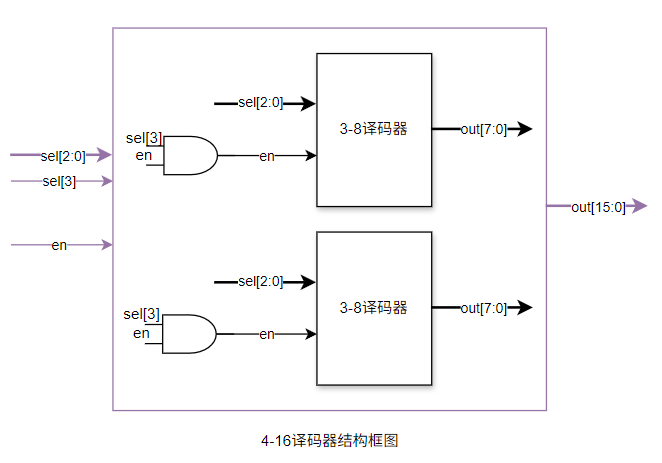 sel[2:0]
3-8译码器
out[7:0]
sel[3]
en
en
sel[2:0]
sel[3]
out[15:0]
en
sel[2:0]
3-8译码器
out[7:0]
sel[3]
en
en
4-16译码器结构框图